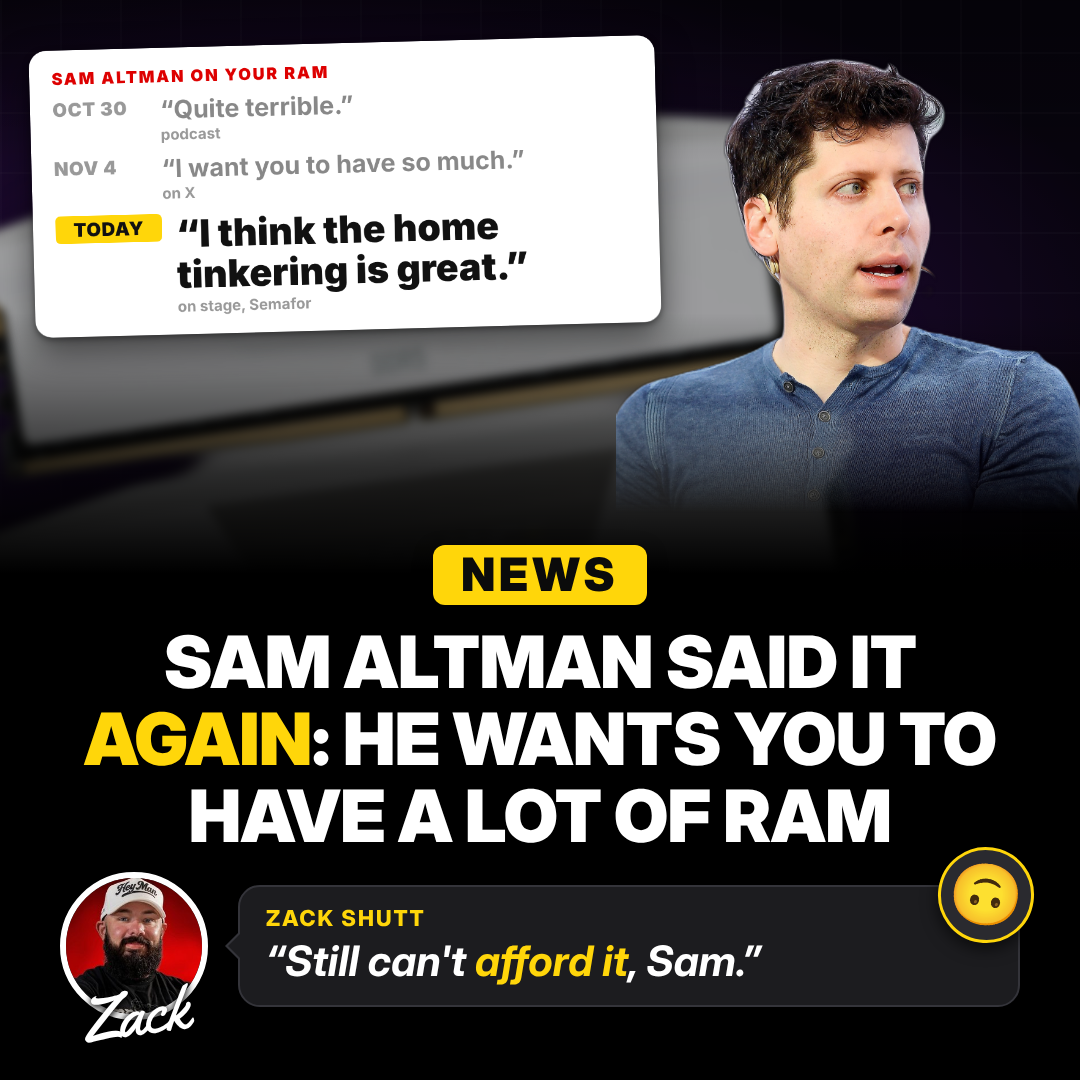 SAM ALTMAN ON YOUR RAM
OCT 30 “Quite terrible.”
podcast
NOV 4 “I want you to have so much.”
on X
TODAY “I think the home
tinkering is great.”
on stage, Semafor
NEWS
SAM ALTMAN SAID IT
AGAIN: HE WANTS YOU TO
HAVE A LOT OF RAM
Hey Man
ZACK SHUTT
“Still can't afford it, Sam.”
Zack